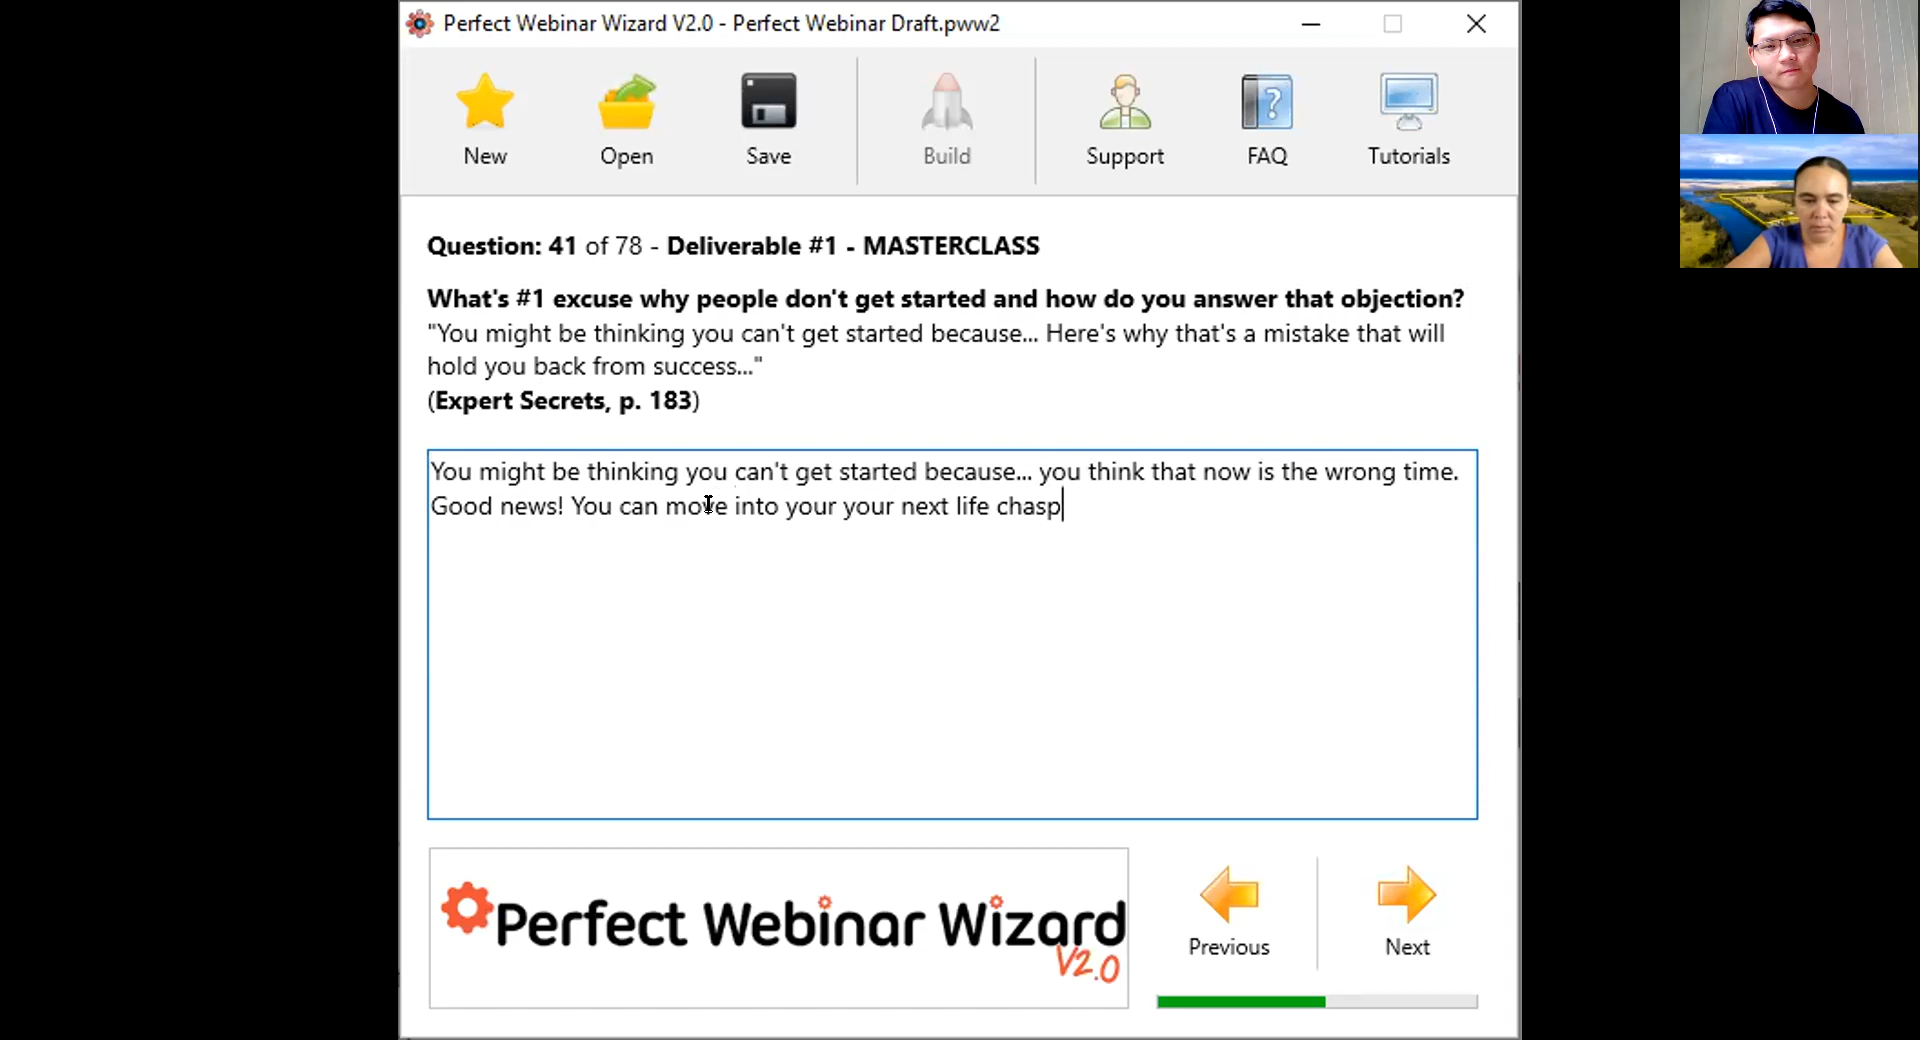 Perfect Webinar Wizard V2.0 - Perfect Webinar Draft.pww2
New
Open
Save
Build
Support
FAQ
Tutorials
Question: 41 of 78 - Deliverable #1 - MASTERCLASS
What's #1 excuse why people don't get started and how do you answer that objection?
"You might be thinking you can't get started because... Here's why that's a mistake that will
hold you back from success..."
(Expert Secrets, p. 183)
You might be thinking you can't get started because... you think that now is the wrong time.
Good news! You can move into your your next life chasp
Perfect Webinar Wizard
V2.0
Previous
Next